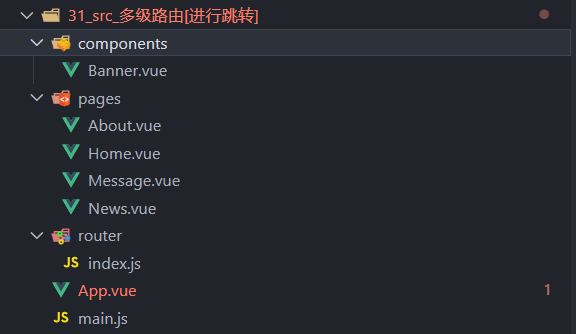 31_src_多级路由[进行跳转]
components
Banner.vue
pages
About.vue
Home.vue
Message.vue
News.vue
router
JS index.js
App.vue 1
JS main.js